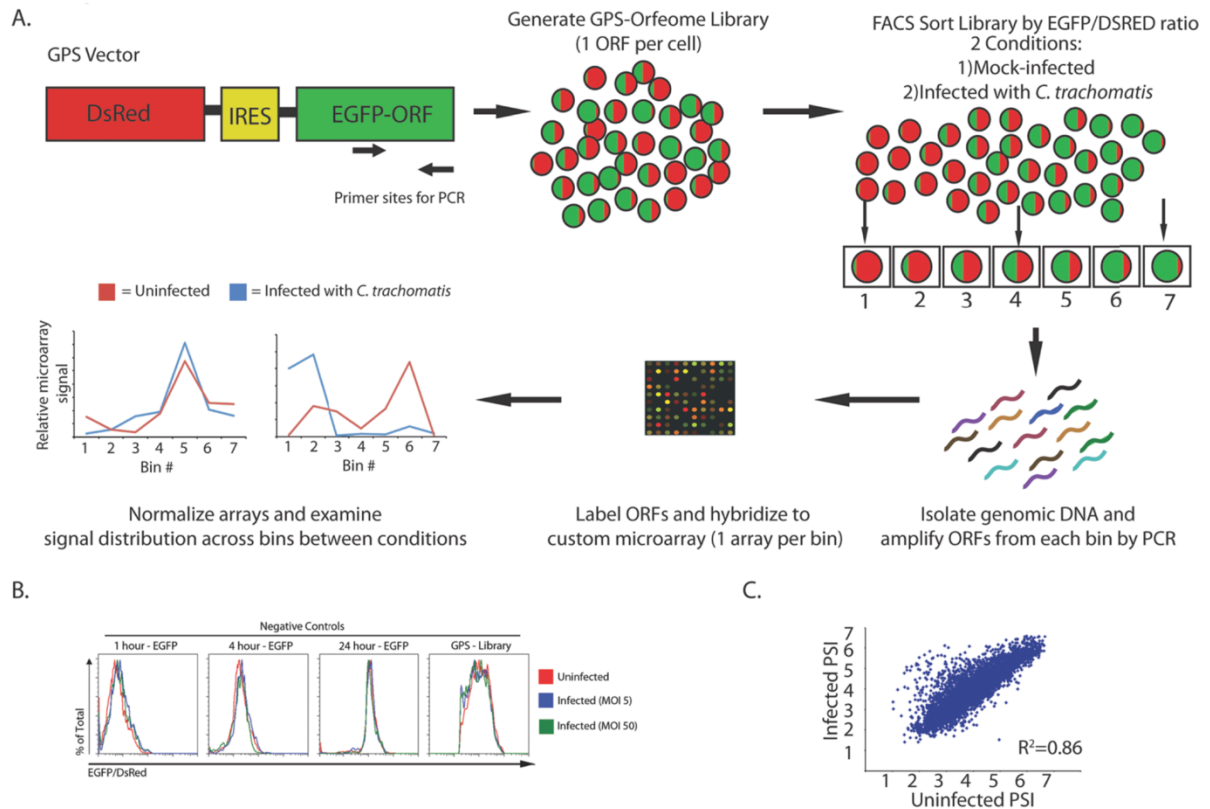 A.
GPS Vector
DsRed
IRES
EGFP-ORF
Primer sites for PCR
Generate GPS-Orfeome Library
(1 ORF per cell)
FACS Sort Library by EGFP/DSRED ratio
2 Conditions:
1)Mock-infected
2)Infected with C. trachomatis
1 2 3 4 5 6 7
= Uninfected
= Infected with C. trachomatis
Relative microarray
signal
1 2 3 4 5 6 7
Bin #
1 2 3 4 5 6 7
Bin #
Normalize arrays and examine
signal distribution across bins between conditions
Label ORFs and hybridize to
custom microarray (1 array per bin)
Isolate genomic DNA and
amplify ORFs from each bin by PCR
B.
Negative Controls
1 hour - EGFP
4 hour - EGFP
24 hour - EGFP
GPS - Library
% of Total
EGFP/DsRed
Uninfected
Infected (MOI 5)
Infected (MOI 50)
C.
Infected PSI
7
6
5
4
3
2
1
R²=0.86
1 2 3 4 5 6 7
Uninfected PSI